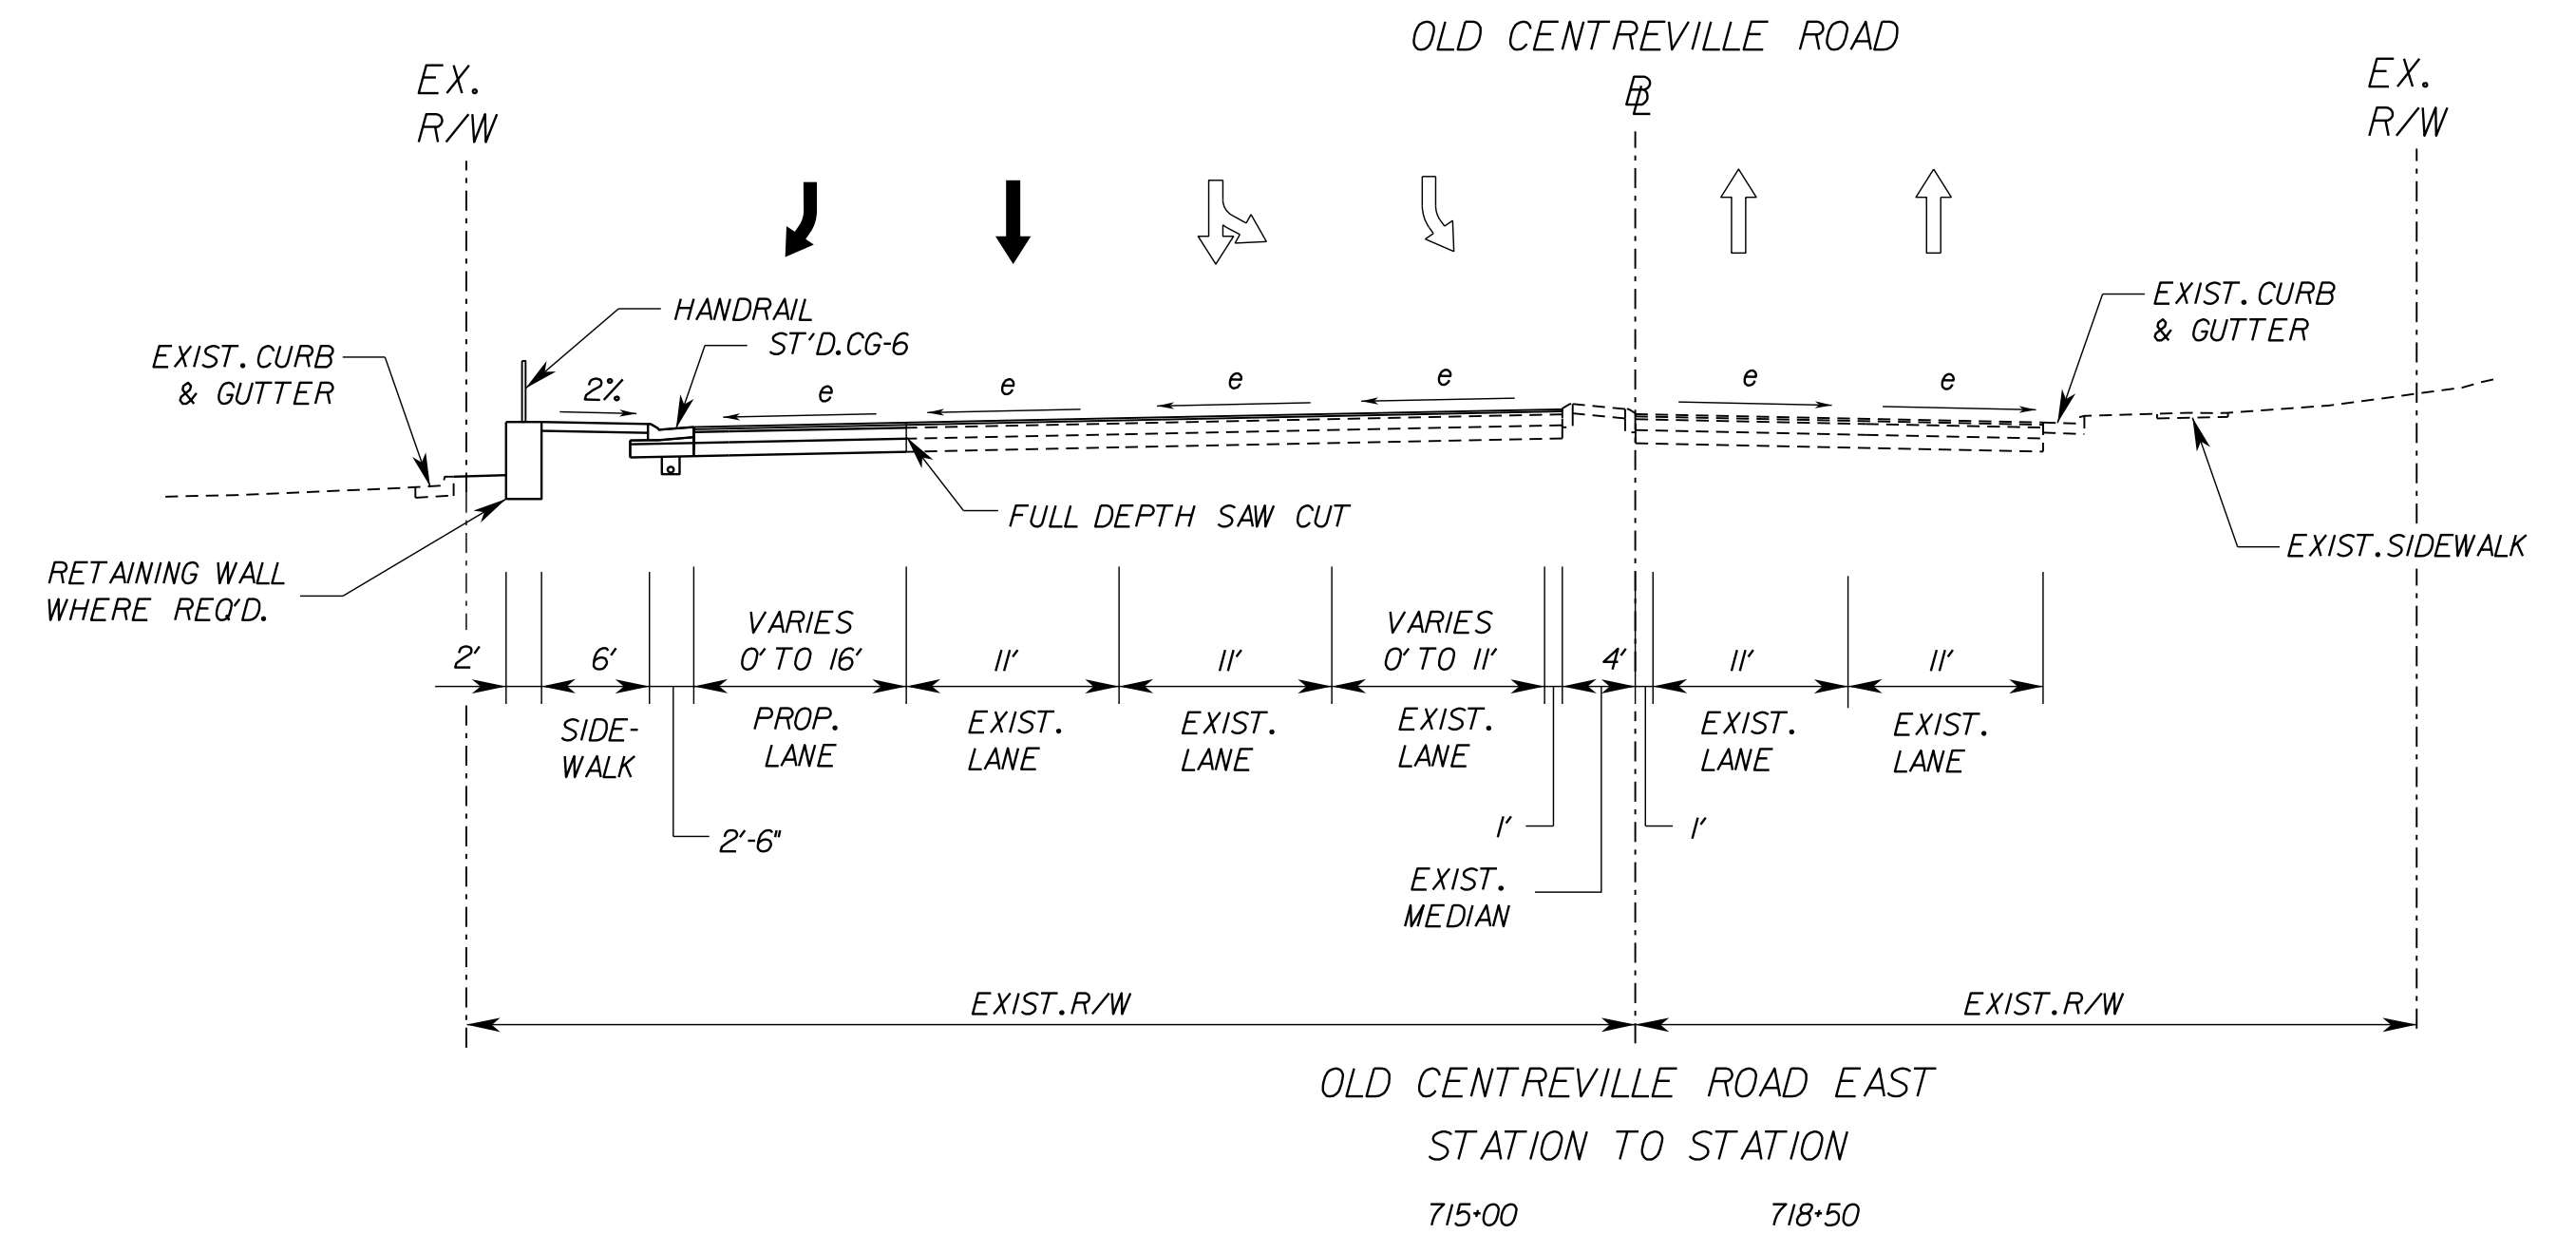 OLD CENTREVILLE ROAD
EX.
R/W
BL
EX.
R/W
HANDRAIL
ST'D. CG-6
EXIST. CURB
& GUTTER
2%
e
e
e
e
e
e
EXIST. CURB
& GUTTER
FULL DEPTH SAW CUT
EXIST. SIDEWALK
RETAINING WALL
WHERE REQ'D.
2'
6'
VARIES
0' TO 16'
11'
11'
VARIES
0' TO 11'
4'
11'
11'
SIDE-
WALK
PROP.
LANE
EXIST.
LANE
EXIST.
LANE
EXIST.
LANE
EXIST.
LANE
EXIST.
LANE
2'-6"
1'
1'
EXIST.
MEDIAN
EXIST. R/W
EXIST. R/W
OLD CENTREVILLE ROAD EAST
STATION TO STATION
715+00 718+50